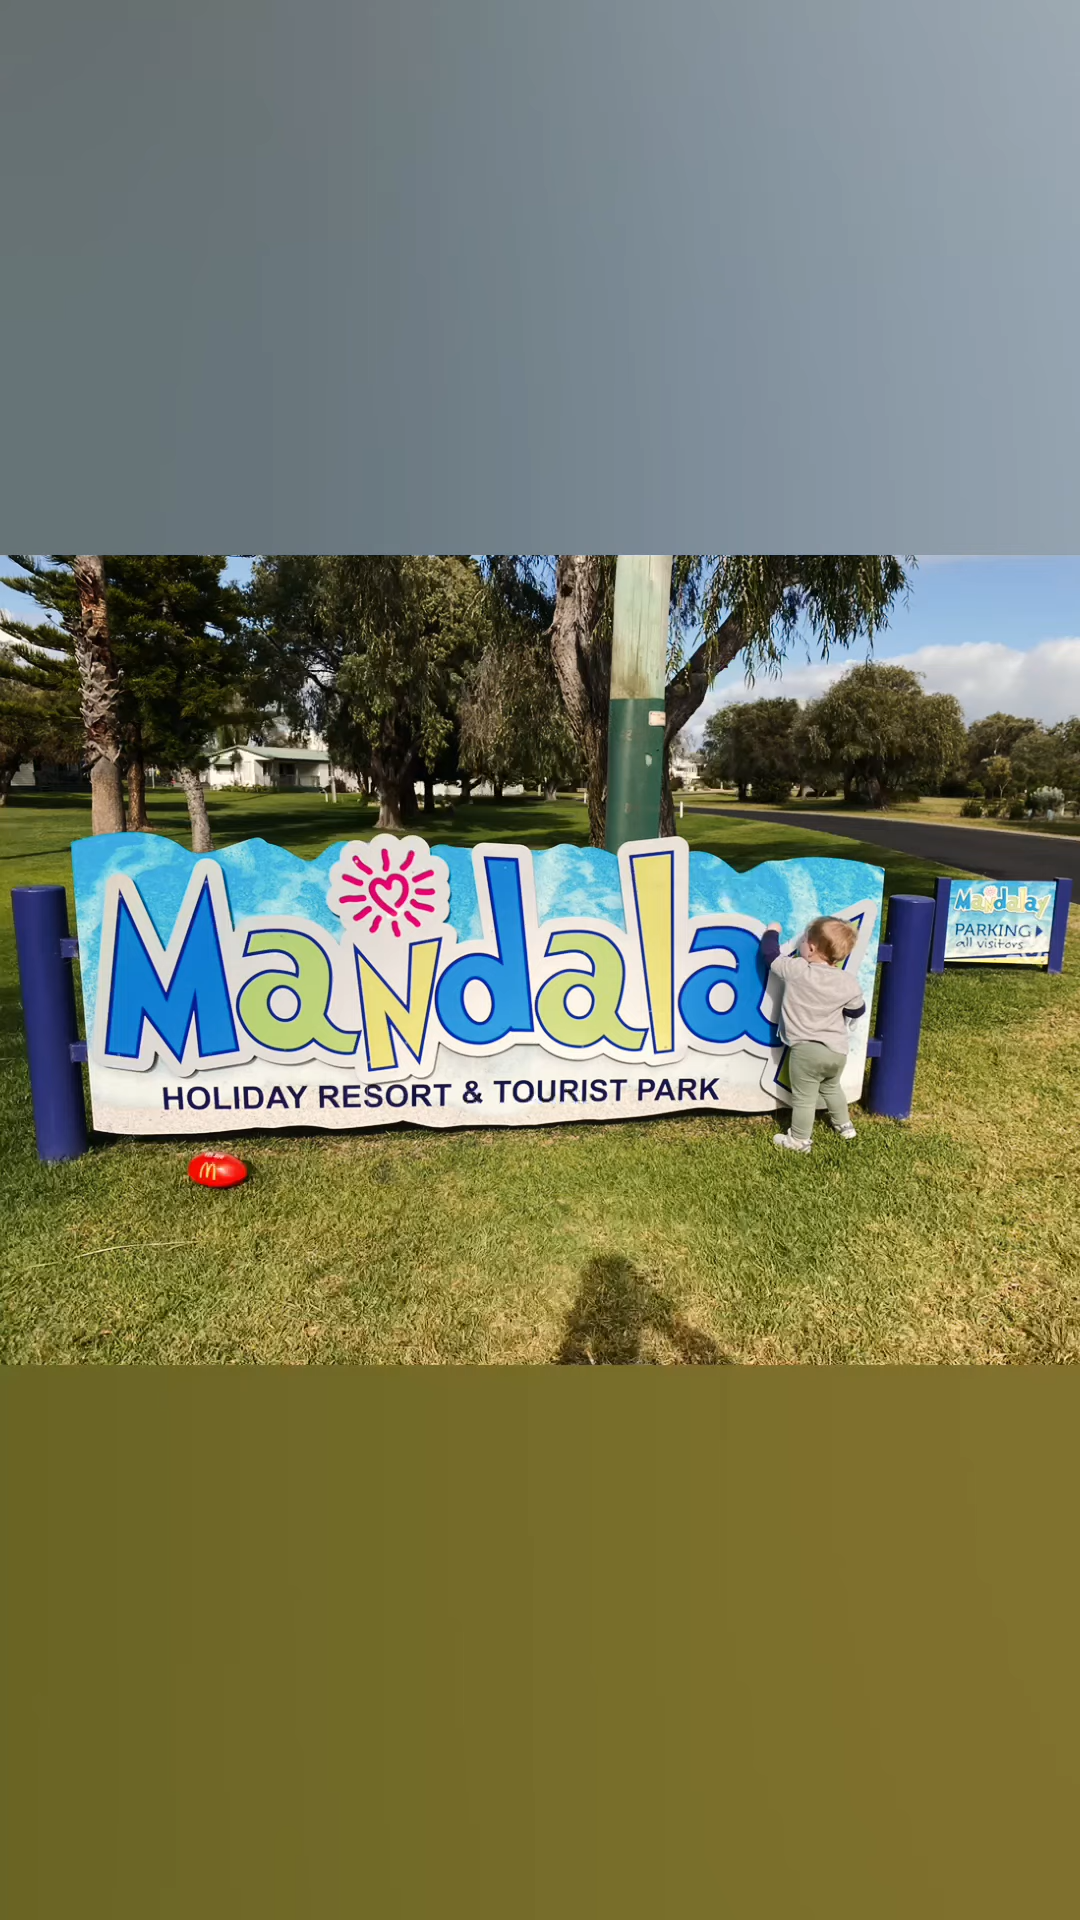 Mandalay
HOLIDAY RESORT & TOURIST PARK
Mandalay
PARKING
all visitors
M